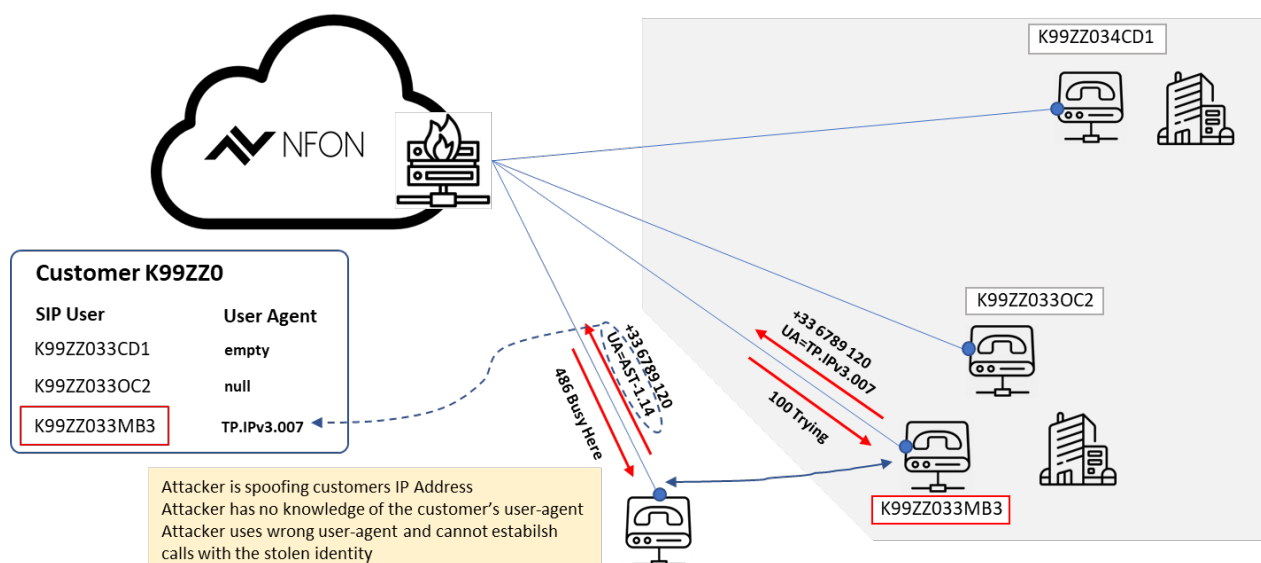 K99ZZ034CD1
NFON
Customer K99ZZ0
SIP User User Agent
K99ZZ033CD1 empty
K99ZZ033OC2 null
K99ZZ033MB3 TP.IPv3.007
K99ZZ033OC2
+33 6789 120
UA=AST-1.14
486 Busy Here
+33 6789 120
UA=TP.IPv3.007
100 Trying
K99ZZ033MB3
Attacker is spoofing customers IP Address
Attacker has no knowledge of the customer's user-agent
Attacker uses wrong user-agent and cannot estabilsh
calls with the stolen identity